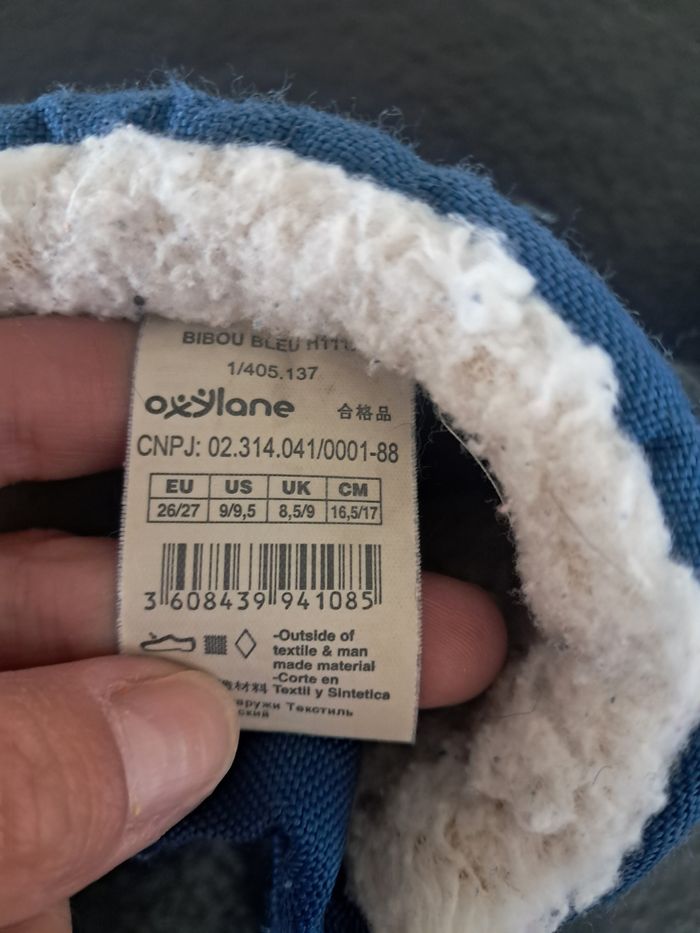 BIBOU BLEU
1/405.137
oxylane 合格品
CNPJ: 02.314.041/0001-88
EU US UK CM
26/27 9/9,5 8,5/9 16,5/17
3 608439 941085
-Outside of
textile & man
made material
-Corte en
材料 Textil y Sintetica
Текстиль